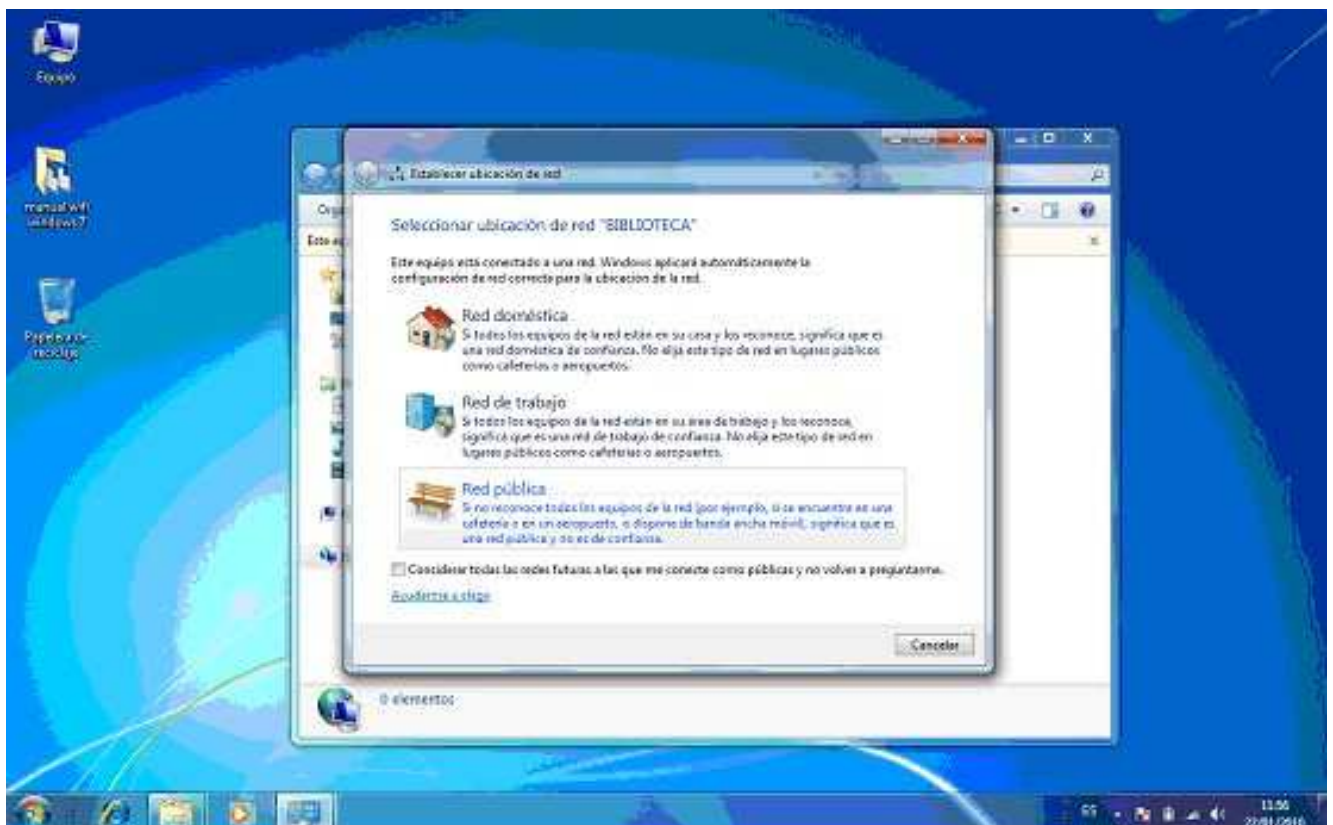 Equipo
manual wifi
windows 7
Papelera de
reciclaje
Establecer ubicación de red
Seleccionar ubicación de red "BIBLIOTECA"
Este equipo está conectado a una red. Windows aplicará automáticamente la
configuración de red correcta para la ubicación de la red.
Red doméstica
Si todos los equipos de la red están en su casa y los reconoce, significa que es
una red doméstica de confianza. No elija este tipo de red en lugares públicos
como cafeterías o aeropuertos.
Red de trabajo
Si todos los equipos de la red están en su área de trabajo y los reconoce,
significa que es una red de trabajo de confianza. No elija este tipo de red en
lugares públicos como cafeterías o aeropuertos.
Red pública
Si no reconoce todos los equipos de la red (por ejemplo, si se encuentra en una
cafetería o en un aeropuerto, o dispone de banda ancha móvil, significa que es
una red pública y no es de confianza.
Considerar todas las redes futuras a las que me conecte como públicas y no volver a preguntarme.
Ayudarme a elegir
Cancelar
0 elementos
ES
11:56